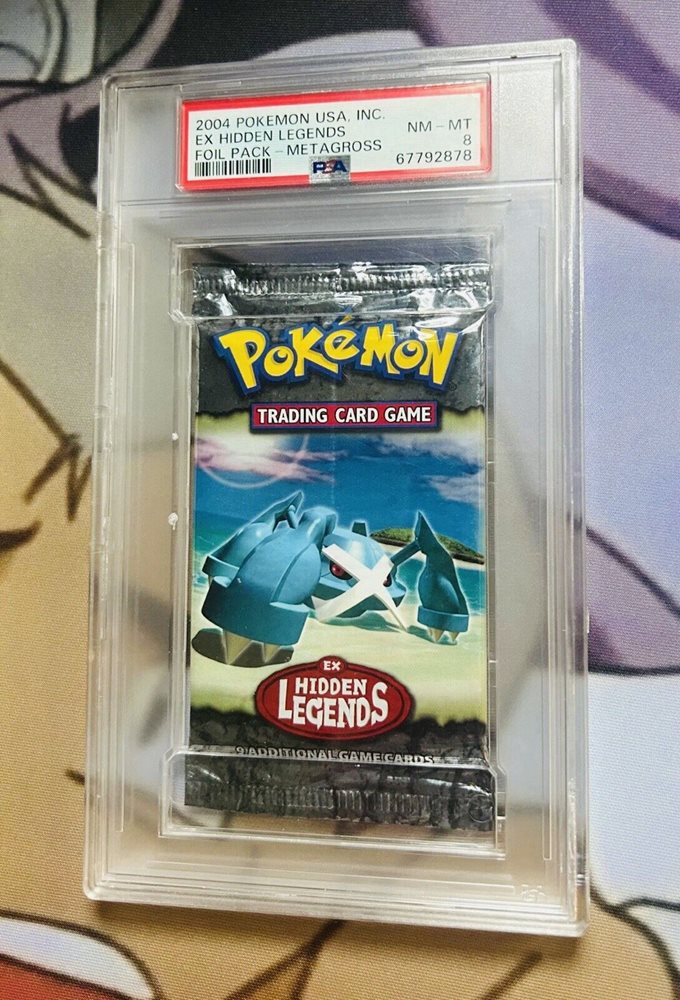 2004 POKEMON USA, INC.
EX HIDDEN LEGENDS NM - MT
FOIL PACK - METAGROSS 8
PSA 67792878
POKéMON
TRADING CARD GAME
EX
HIDDEN
LEGENDS
9 ADDITIONAL GAME CARDS